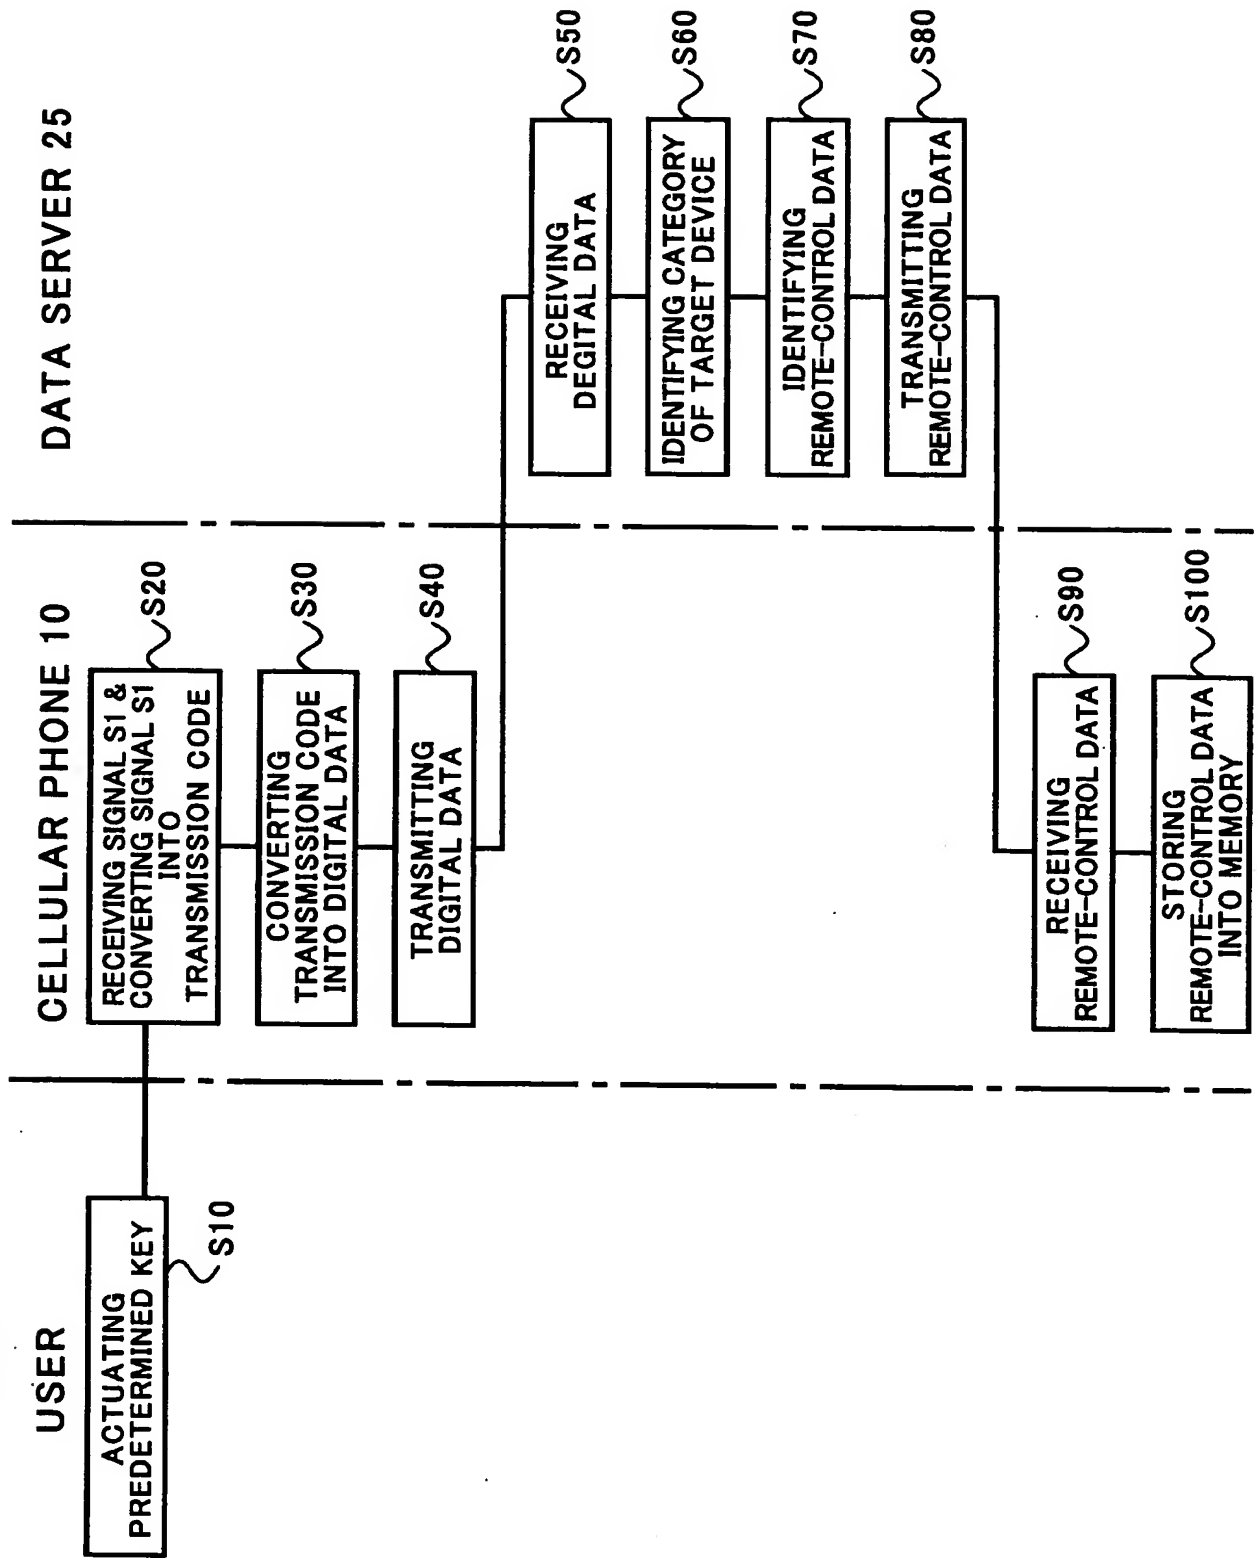 USER
ACTUATING
PREDETERMINED KEY
S10
CELLULAR PHONE 10
RECEIVING SIGNAL S1 &
CONVERTING SIGNAL S1
INTO
TRANSMISSION CODE
S20
CONVERTING
TRANSMISSION CODE
INTO DIGITAL DATA
S30
TRANSMITTING
DIGITAL DATA
S40
DATA SERVER 25
RECEIVING
DEGITAL DATA
S50
IDENTIFYING CATEGORY
OF TARGET DEVICE
S60
IDENTIFYING
REMOTE-CONTROL DATA
S70
TRANSMITTING
REMOTE-CONTROL DATA
S80
RECEIVING
REMOTE-CONTROL DATA
S90
STORING
REMOTE-CONTROL DATA
INTO MEMORY
S100